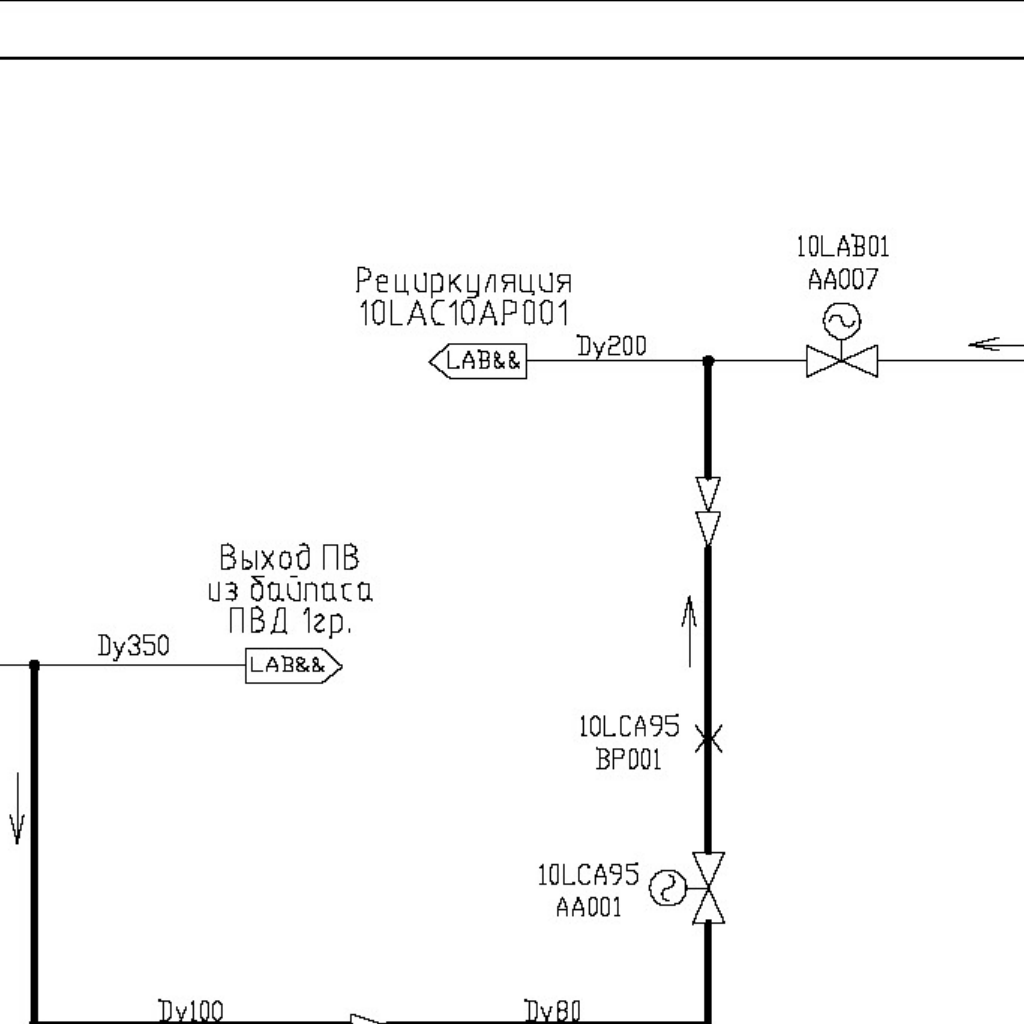 10LAB01
AA007
Рециркуляция
10LAC10AP001
Dy200
LAB&&
Выход ПВ
из байпаса
ПВД 1гр.
Dy350
LAB&&
10LCA95
BP001
10LCA95
AA001
Dy100
Dy80